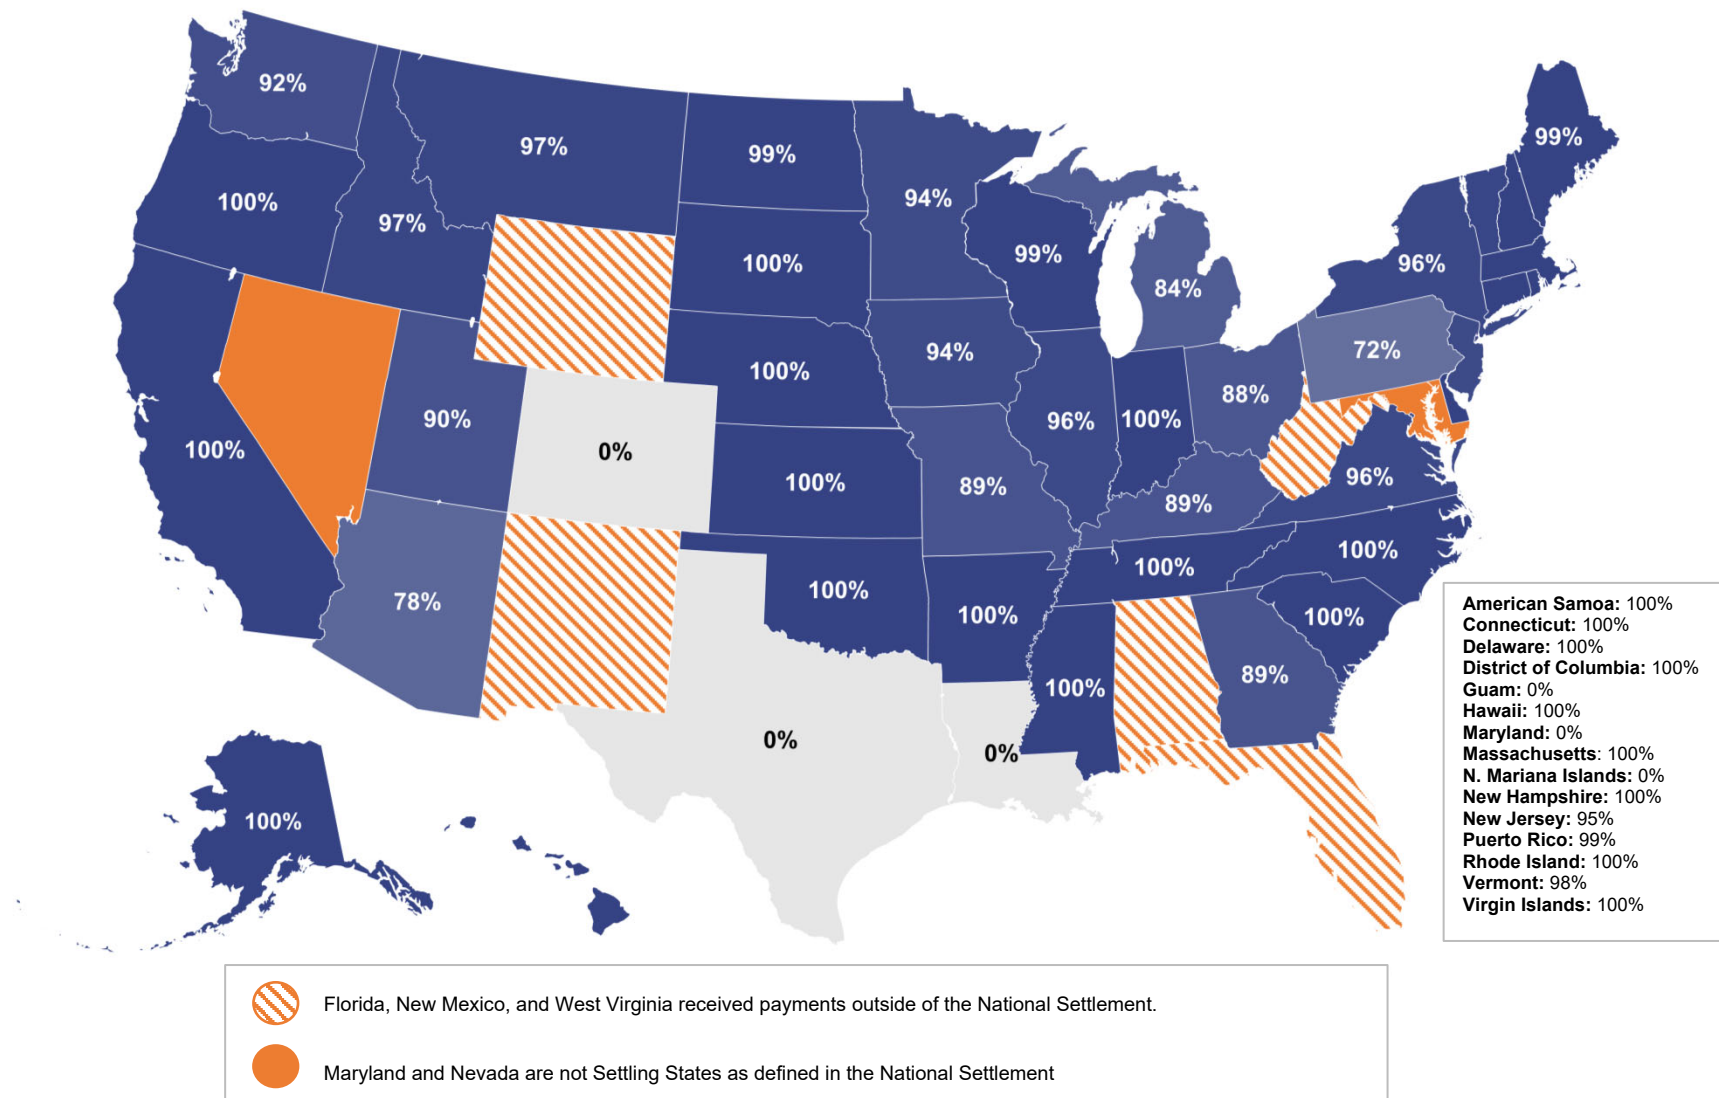 92%
97%
99%
99%
100%
97%
94%
100%
99%
96%
84%
94%
72%
100%
88%
90%
96%
100%
100%
0%
100%
89%
89%
96%
78%
100%
100%
100%
100%
100%
89%
100%
0%
0%
100%
American Samoa: 100%
Connecticut: 100%
Delaware: 100%
District of Columbia: 100%
Guam: 0%
Hawaii: 100%
Maryland: 0%
Massachusetts: 100%
N. Mariana Islands: 0%
New Hampshire: 100%
New Jersey: 95%
Puerto Rico: 99%
Rhode Island: 100%
Vermont: 98%
Virgin Islands: 100%
Florida, New Mexico, and West Virginia received payments outside of the National Settlement.
Maryland and Nevada are not Settling States as defined in the National Settlement